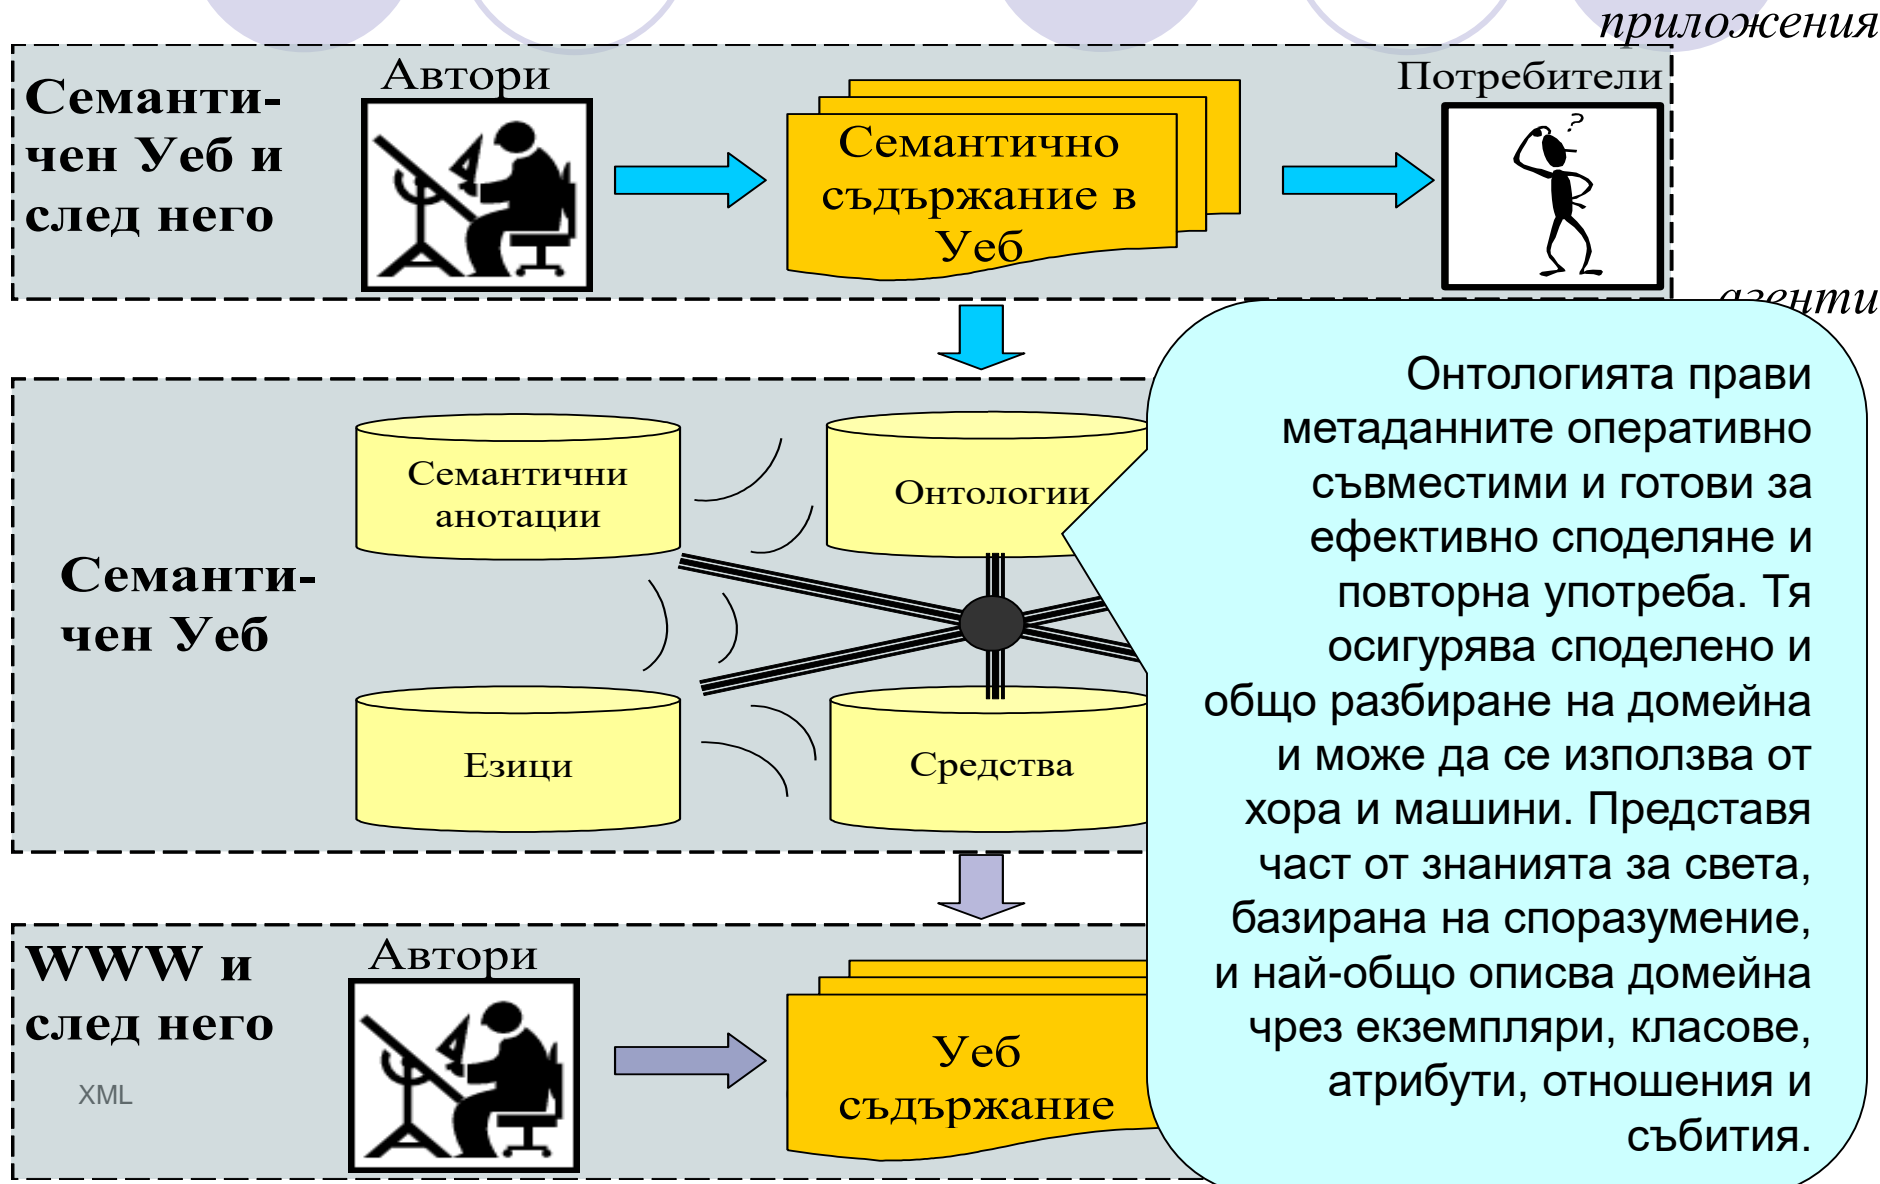 приложения
Семанти-
чен Уеб и
след него
Автори
Семантично
съдържание в
Уеб
Потребители
?
агенти
Семанти-
чен Уеб
Семантични
анотации
Онтологии
Езици
Средства
Онтологията прави
метаданните оперативно
съвместими и готови за
ефективно споделяне и
повторна употреба. Тя
осигурява споделено и
общо разбиране на домейна
и може да се използва от
хора и машини. Представя
част от знанията за света,
базирана на споразумение,
и най-общо описва домейна
чрез екземпляри, класове,
атрибути, отношения и
събития.
WWW и
след него
XML
Автори
Уеб
съдържание